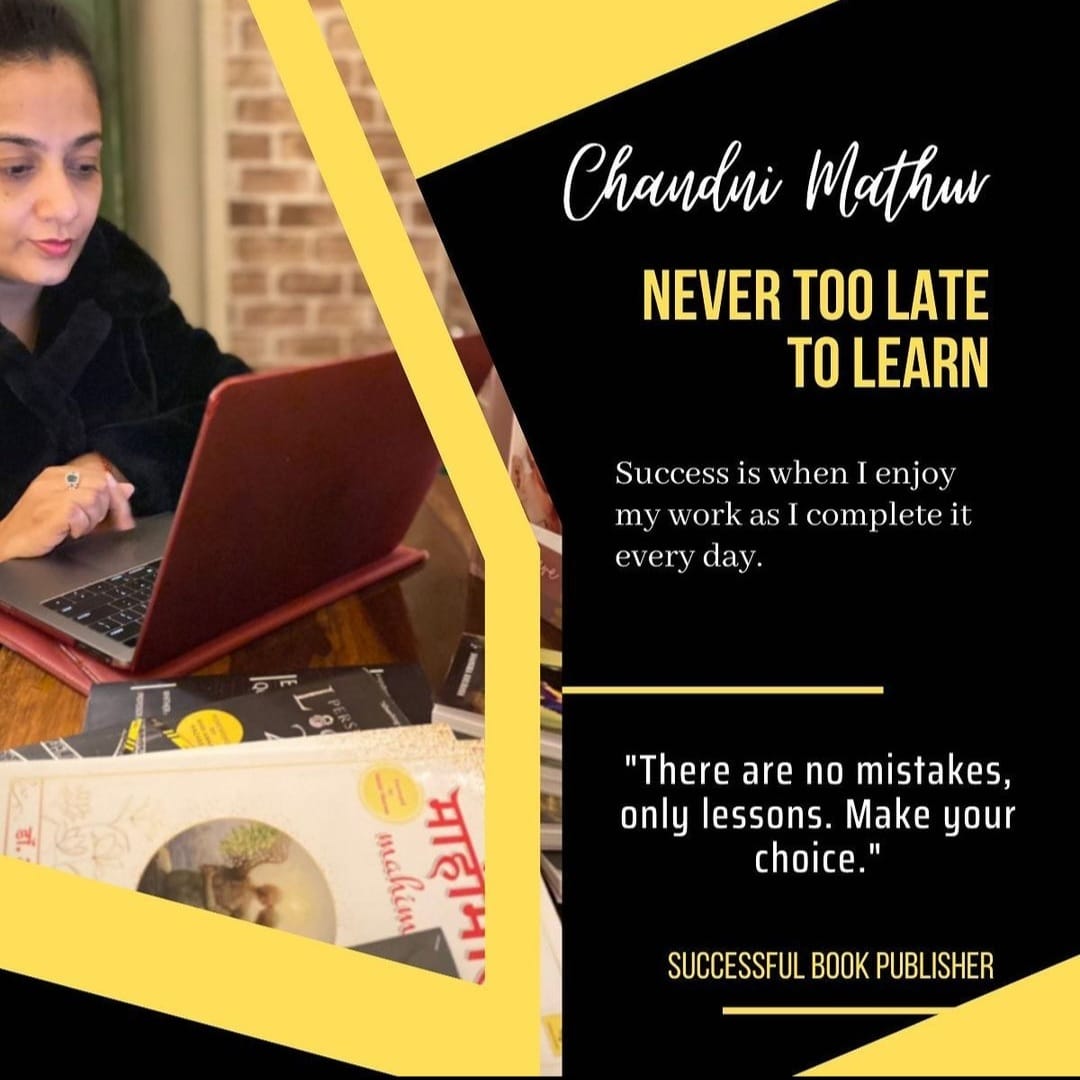 Chandni Mathur
NEVER TOO LATE
TO LEARN
Success is when I enjoy
my work as I complete it
every day.
"There are no mistakes,
only lessons. Make your
choice."
SUCCESSFUL BOOK PUBLISHER
mahim
डॉ.